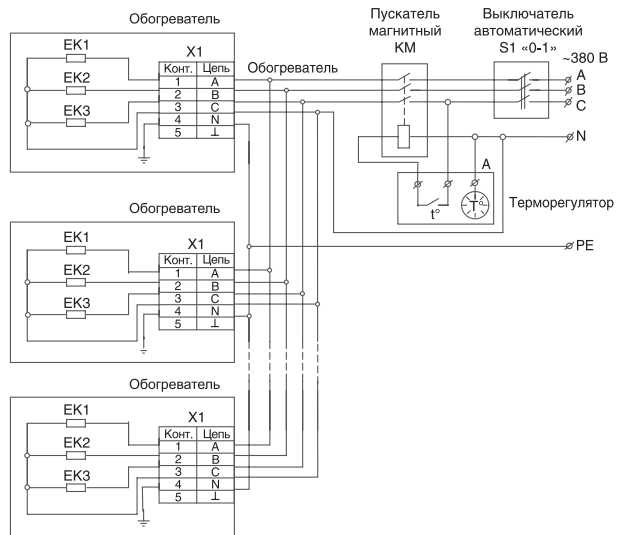 Обогреватель
EK1
EK2
EK3
X1
Конт. Цепь
1 A
2 B
3 C
4 N
5 ⊥
Обогреватель
Пускатель
магнитный
КМ
Выключатель
автоматический
S1 «0-1»
~380 В
A
B
C
N
A
t°
T°
Терморегулятор
PE
Обогреватель
EK1
EK2
EK3
X1
Конт. Цепь
1 A
2 B
3 C
4 N
5 ⊥
Обогреватель
EK1
EK2
EK3
X1
Конт. Цепь
1 A
2 B
3 C
4 N
5 ⊥